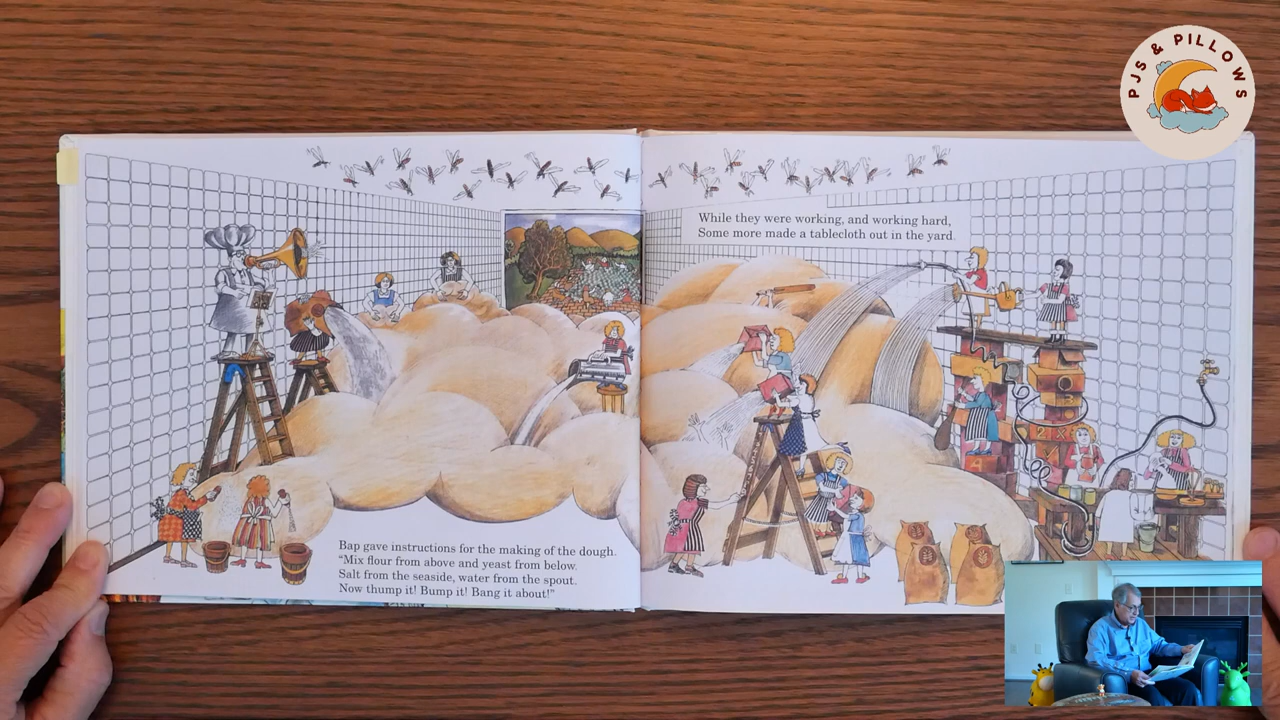 PJS & PILLOWS
While they were working, and working hard,
Some more made a tablecloth out in the yard.
Bap gave instructions for the making of the dough.
“Mix flour from above and yeast from below.
Salt from the seaside, water from the spout.
Now thump it! Bump it! Bang it about!”